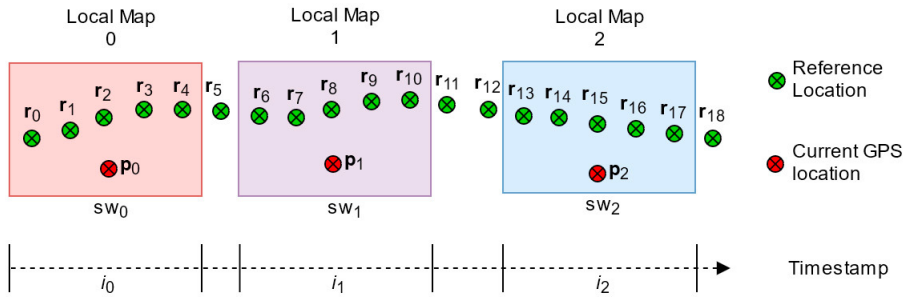 Local Map
0
Local Map
1
Local Map
2
r0 r1 r2 r3 r4 r5 r6 r7 r8 r9 r10 r11 r12 r13 r14 r15 r16 r17 r18
Reference
Location
p0 p1 p2
Current GPS
location
sw0 sw1 sw2
i0 i1 i2
Timestamp